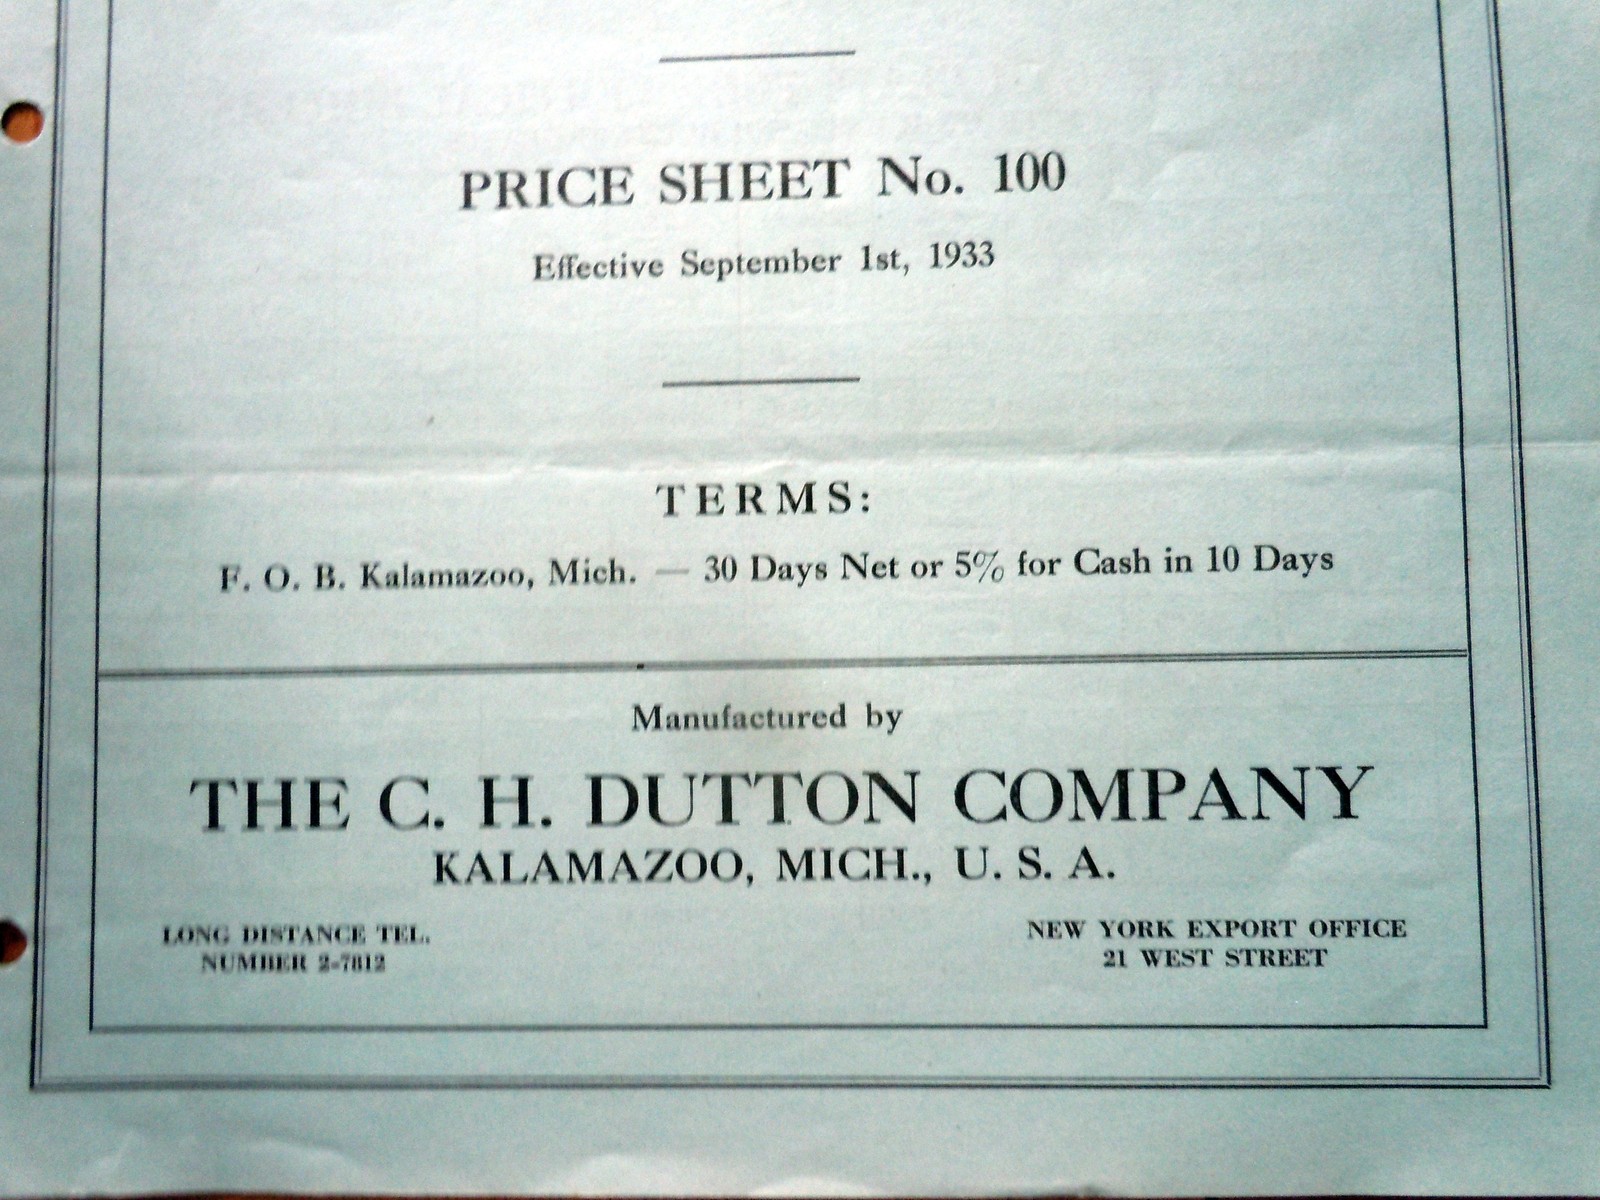 PRICE SHEET No. 100
Effective September 1st, 1933
TERMS:
F. O. B. Kalamazoo, Mich. — 30 Days Net or 5% for Cash in 10 Days
Manufactured by
THE C. H. DUTTON COMPANY
KALAMAZOO, MICH., U. S. A.
LONG DISTANCE TEL.
NUMBER 2-7812
NEW YORK EXPORT OFFICE
21 WEST STREET